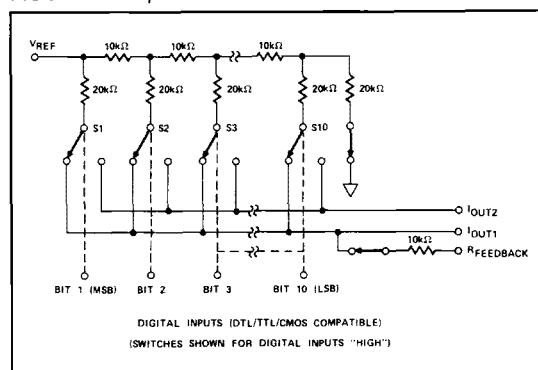 VREF
10kΩ 10kΩ 10kΩ
20kΩ 20kΩ 20kΩ 20kΩ 20kΩ
S1 S2 S3 S10
IOUT2
IOUT1
10kΩ
RFEEDBACK
BIT 1 (MSB) BIT 2 BIT 3 BIT 10 (LSB)
DIGITAL INPUTS (DTL/TTL/CMOS COMPATIBLE)
(SWITCHES SHOWN FOR DIGITAL INPUTS "HIGH")